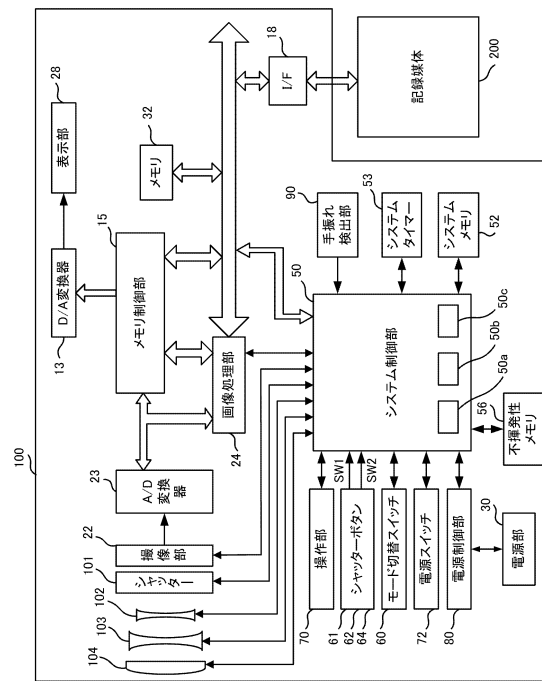 100
104
103
102
101
シャッター
22
撮像部
23
A/D
変換器
13
D/A変換器
28
表示部
15
メモリ制御部
24
画像処理部
32
メモリ
18
I/F
記録媒体
200
70
操作部
61
62
64
シャッターボタン
SW1
SW2
60
モード切替スイッチ
72
電源スイッチ
80
電源制御部
30
電源部
50
システム制御部
50a
50b
50c
56
不揮発性
メモリ
90
手振れ
検出部
53
システム
タイマー
システム
メモリ
52